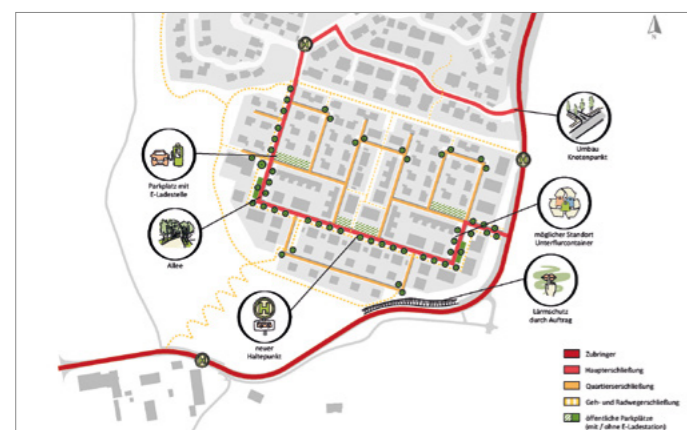 N
Umbau
Knotenpunkt
Parkplatz mit
E-Ladestelle
möglicher Standort
Unterflurcontainer
Allee
Lärmschutz
durch Auftrag
neuer
Haltepunkt
Zubringer
Haupterschließung
Quartierserschließung
Geh- und Radwegerschließung
öffentliche Parkplätze
(mit / ohne E-Ladestation)